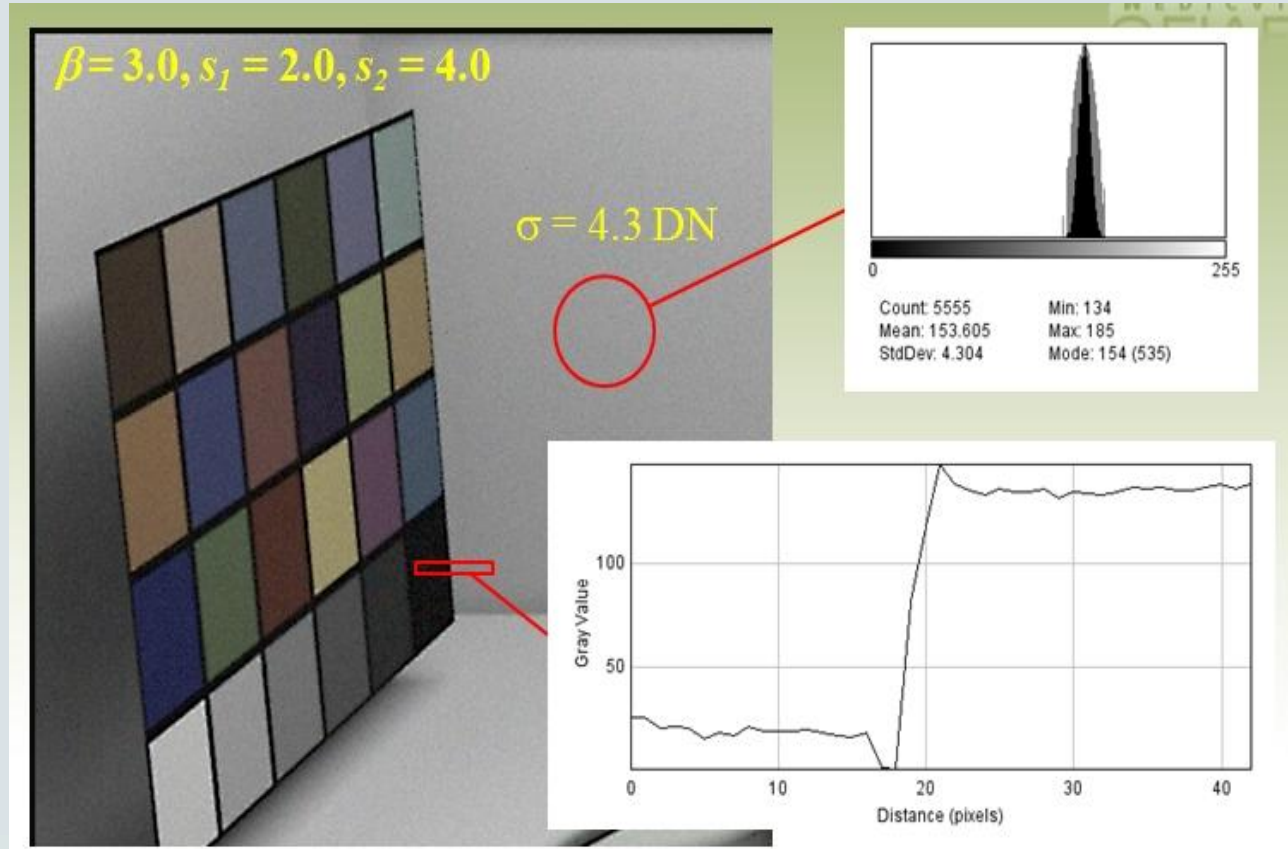 β = 3.0, s₁ = 2.0, s₂ = 4.0
σ = 4.3 DN
0 255
Count: 5555 Min: 134
Mean: 153.605 Max: 185
StdDev: 4.304 Mode: 154 (535)
100
50
Gray Value
0 10 20 30 40
Distance (pixels)